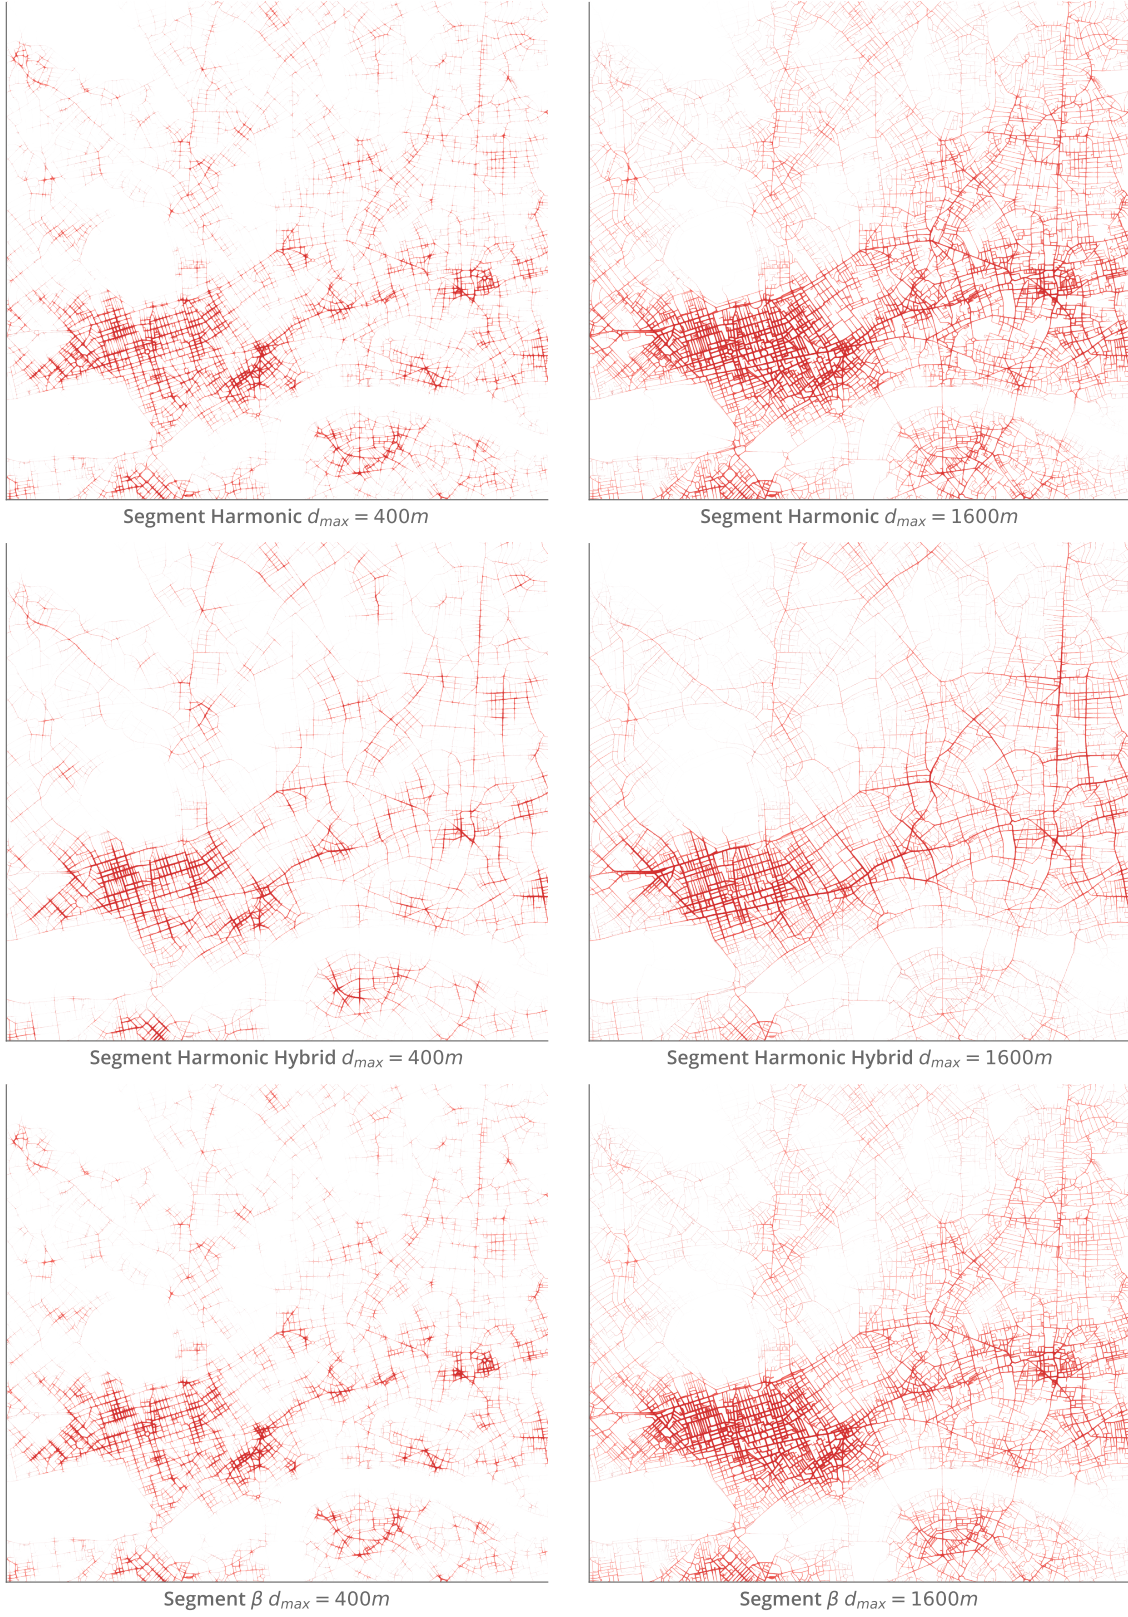 Segment Harmonic d_max = 400m
Segment Harmonic d_max = 1600m
Segment Harmonic Hybrid d_max = 400m
Segment Harmonic Hybrid d_max = 1600m
Segment β d_max = 400m
Segment β d_max = 1600m